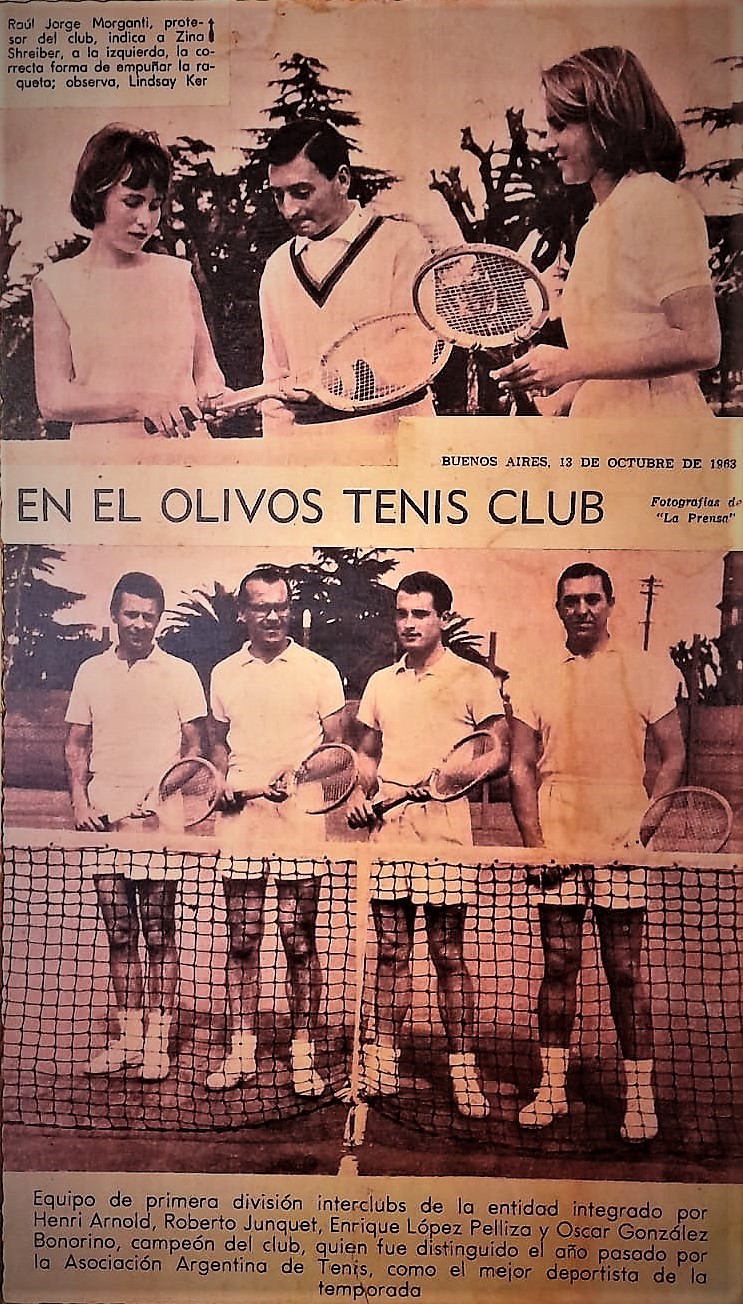 Raúl Jorge Morganti, profe-
sor del club, indica a Zina
Shreiber, a la izquierda, la co-
rrecta forma de empuñar la ra-
queta; observa, Lindsay Ker
BUENOS AIRES, 13 DE OCTUBRE DE 1963
EN EL OLIVOS TENIS CLUB
Fotografías de
"La Prensa"
Equipo de primera división interclubs de la entidad integrado por
Henri Arnold, Roberto Junquet, Enrique López Pelliza y Oscar González
Bonorino, campeón del club, quien fue distinguido el año pasado por
la Asociación Argentina de Tenis, como el mejor deportista de la
temporada